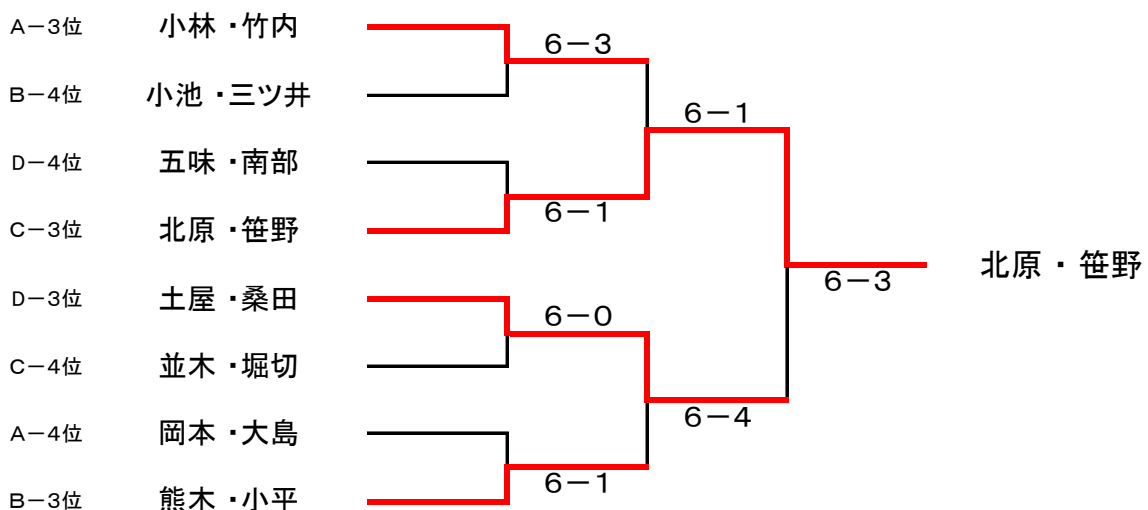 A－3位 小林 ・竹内
6－3
B－4位 小池 ・三ツ井
6－1
D－4位 五味 ・南部
6－1
C－3位 北原 ・笹野
北原 ・ 笹野
6－3
D－3位 土屋 ・桑田
6－0
C－4位 並木 ・堀切
6－4
A－4位 岡本 ・大島
6－1
B－3位 熊木 ・小平